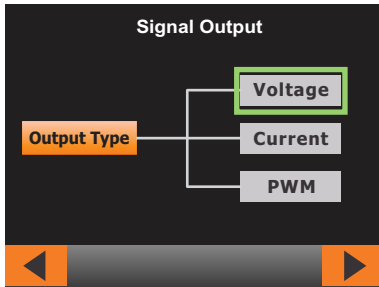 Signal Output
Voltage
Output Type
Current
PWM